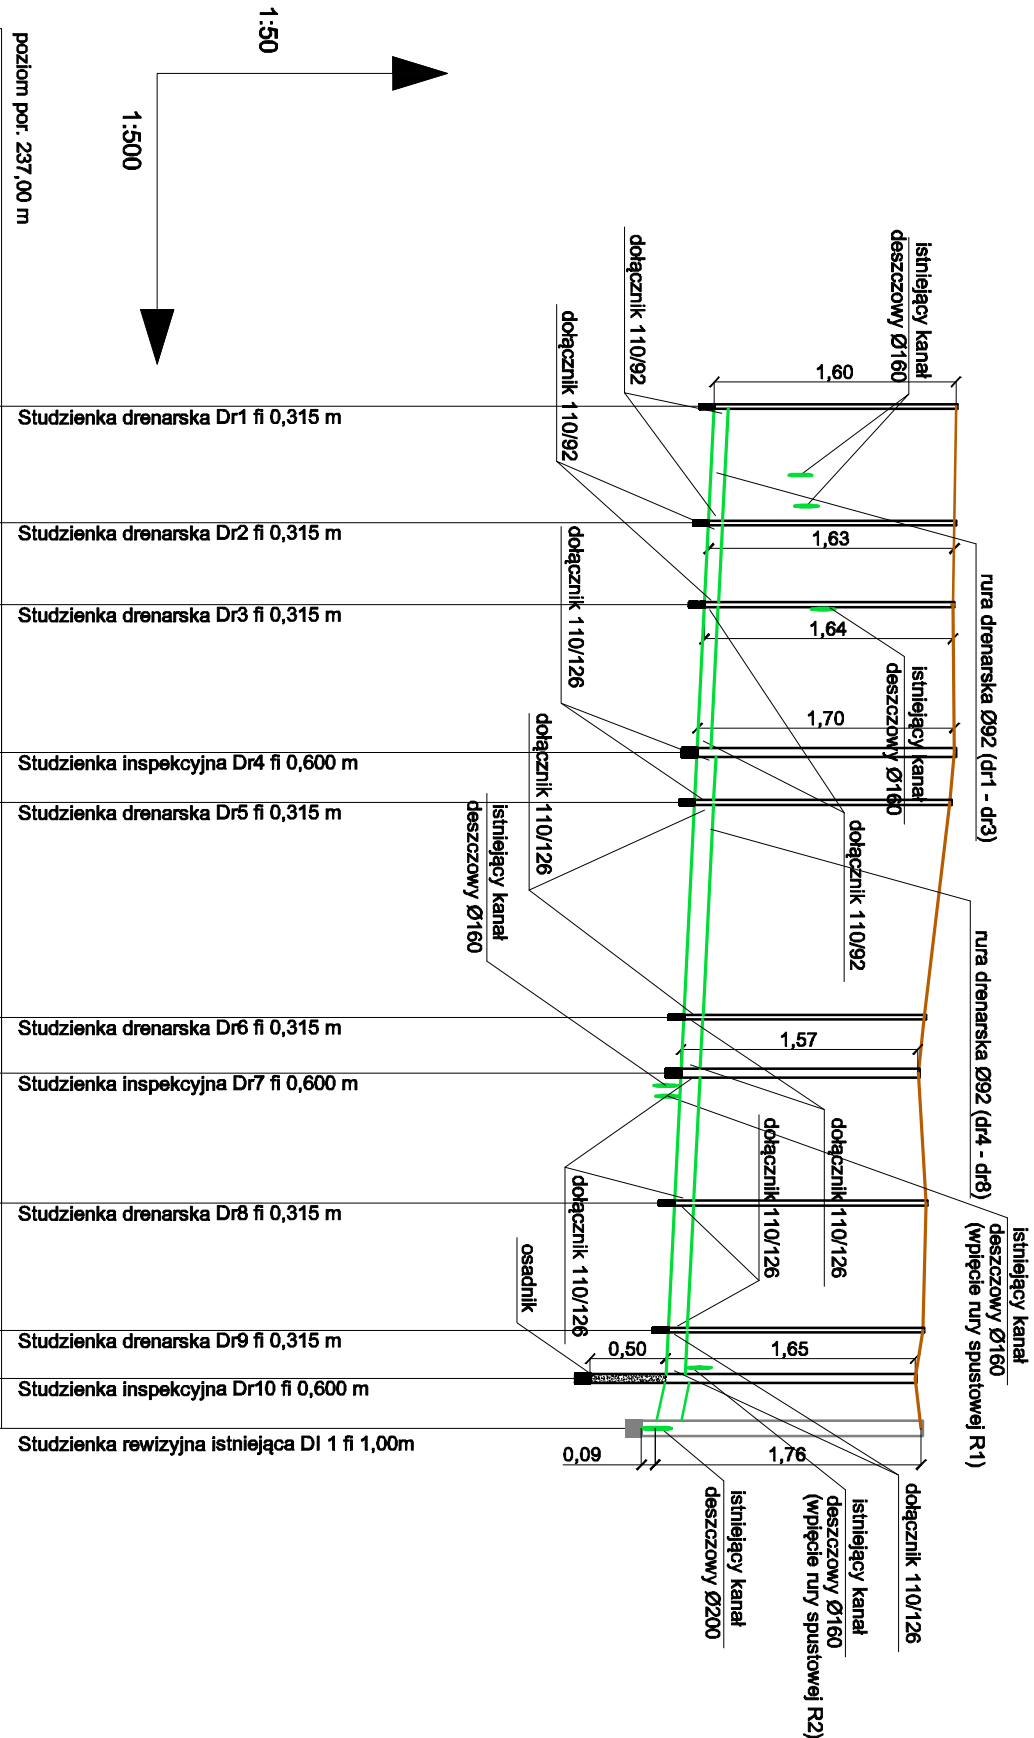 1:50
1:500
poziom por. 237,00 m
istniejący kanał
deszczowy Ø160
dołącznik 110/92
dołącznik 110/92
1,60
Studzienka drenarska Dr1 fi 0,315 m
Studzienka drenarska Dr2 fi 0,315 m
1,63
dołącznik 110/126
rura drenarska Ø92 (dr1 - dr3)
Studzienka drenarska Dr3 fi 0,315 m
1,64
istniejący kanał
deszczowy Ø160
dołącznik 110/126
1,70
Studzienka inspekcyjna Dr4 fi 0,600 m
Studzienka drenarska Dr5 fi 0,315 m
istniejący kanał
deszczowy Ø160
dołącznik 110/92
rura drenarska Ø92 (dr4 - dr8)
Studzienka drenarska Dr6 fi 0,315 m
1,57
Studzienka inspekcyjna Dr7 fi 0,600 m
dołącznik 110/126
dołącznik 110/126
dołącznik 110/126
Studzienka drenarska Dr8 fi 0,315 m
istniejący kanał
deszczowy Ø160
(wpięcie rury spustowej R1)
osadnik
Studzienka drenarska Dr9 fi 0,315 m
0,50
1,65
Studzienka inspekcyjna Dr10 fi 0,600 m
Studzienka rewizyjna istniejąca DI 1 fi 1,00m
0,09
1,76
istniejący kanał
deszczowy Ø200
istniejący kanał
deszczowy Ø160
(wpięcie rury spustowej R2)
dołącznik 110/126